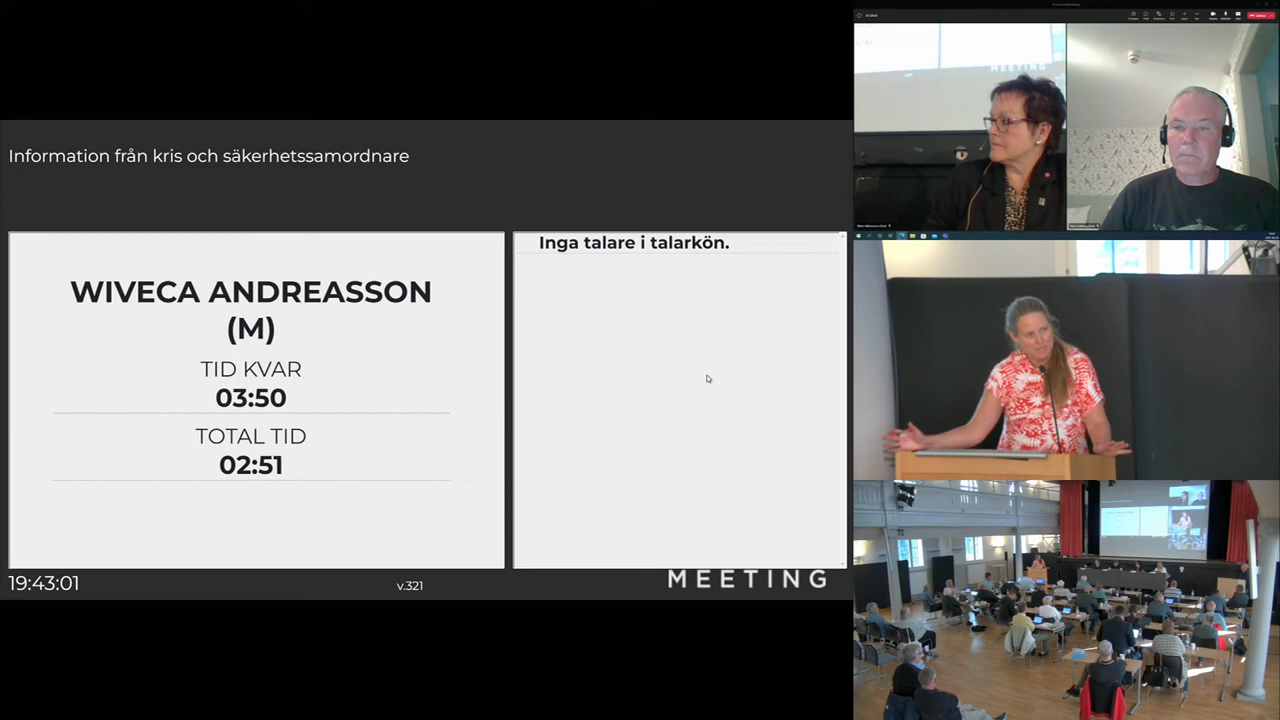 Information från kris och säkerhetssamordnare
WIVECA ANDREASSON
(M)
TID KVAR
03:50
TOTAL TID
02:51
Inga talare i talarkön.
19:43:01
v.321
MEETING
MEETING